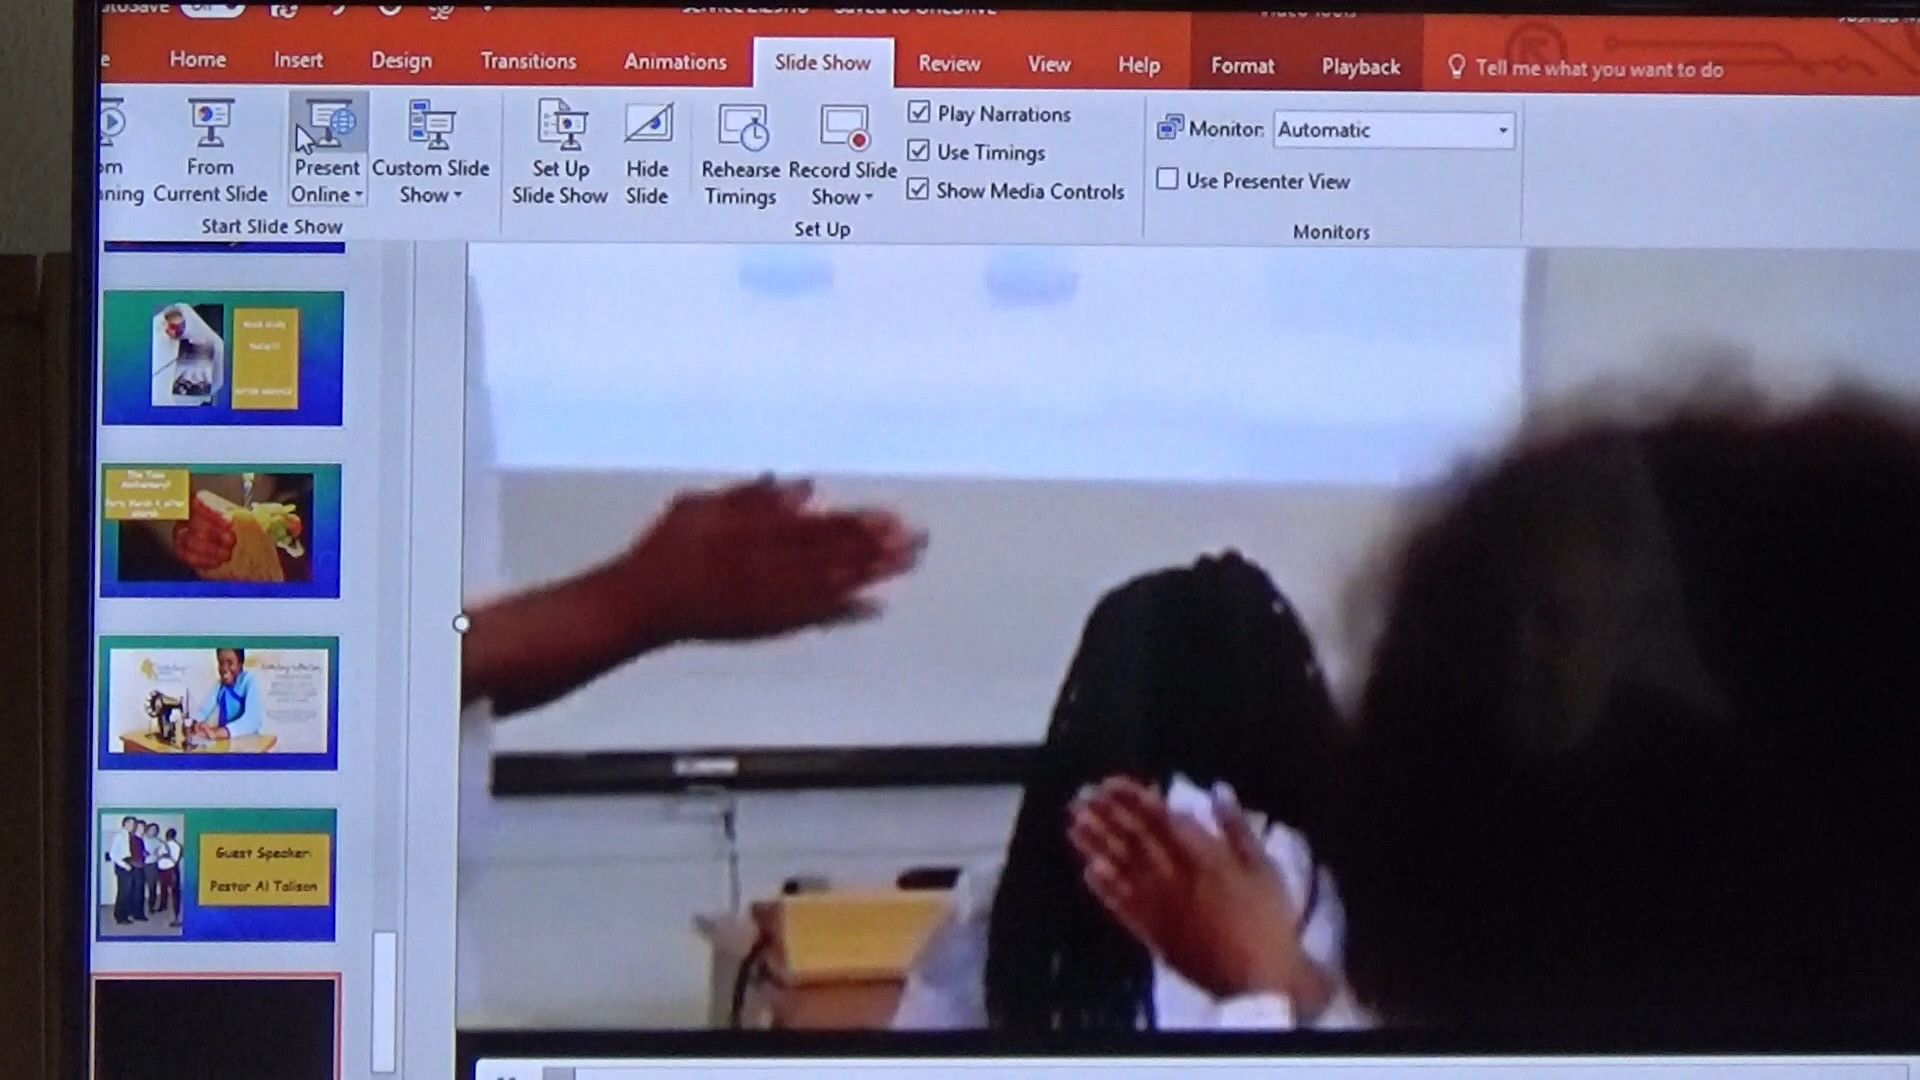 Home Insert Design Transitions Animations Slide Show Review View Help Format Playback Tell me what you want to do
From Current Slide
Present Online
Custom Slide Show
Set Up Slide Show
Hide Slide
Rehearse Timings
Record Slide Show
Play Narrations
Use Timings
Show Media Controls
Monitor: Automatic
Use Presenter View
Start Slide Show
Set Up
Monitors
Guest Speaker:
Pastor Al Talison